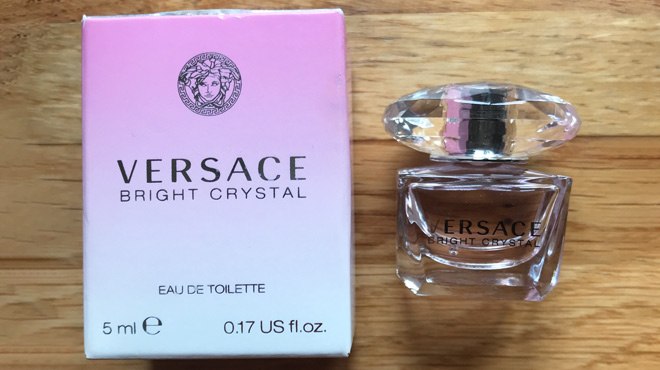 VERSACE
BRIGHT CRYSTAL
EAU DE TOILETTE
5 ml ℮ 0.17 US fl.oz.
VERSACE
BRIGHT CRYSTAL